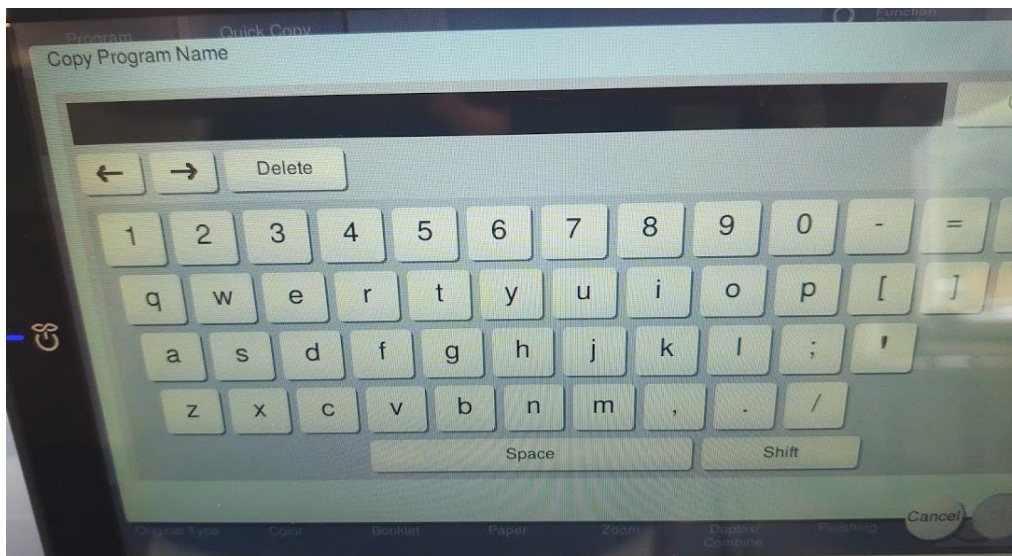 Program Quick Copy Function
Copy Program Name
← → Delete
1 2 3 4 5 6 7 8 9 0 - =
q w e r t y u i o p [ ]
a s d f g h j k l ; '
z x c v b n m , . /
Space Shift
Cancel
Original Type Color Booklet Paper Zoom Duplex/ Finishing
Combine